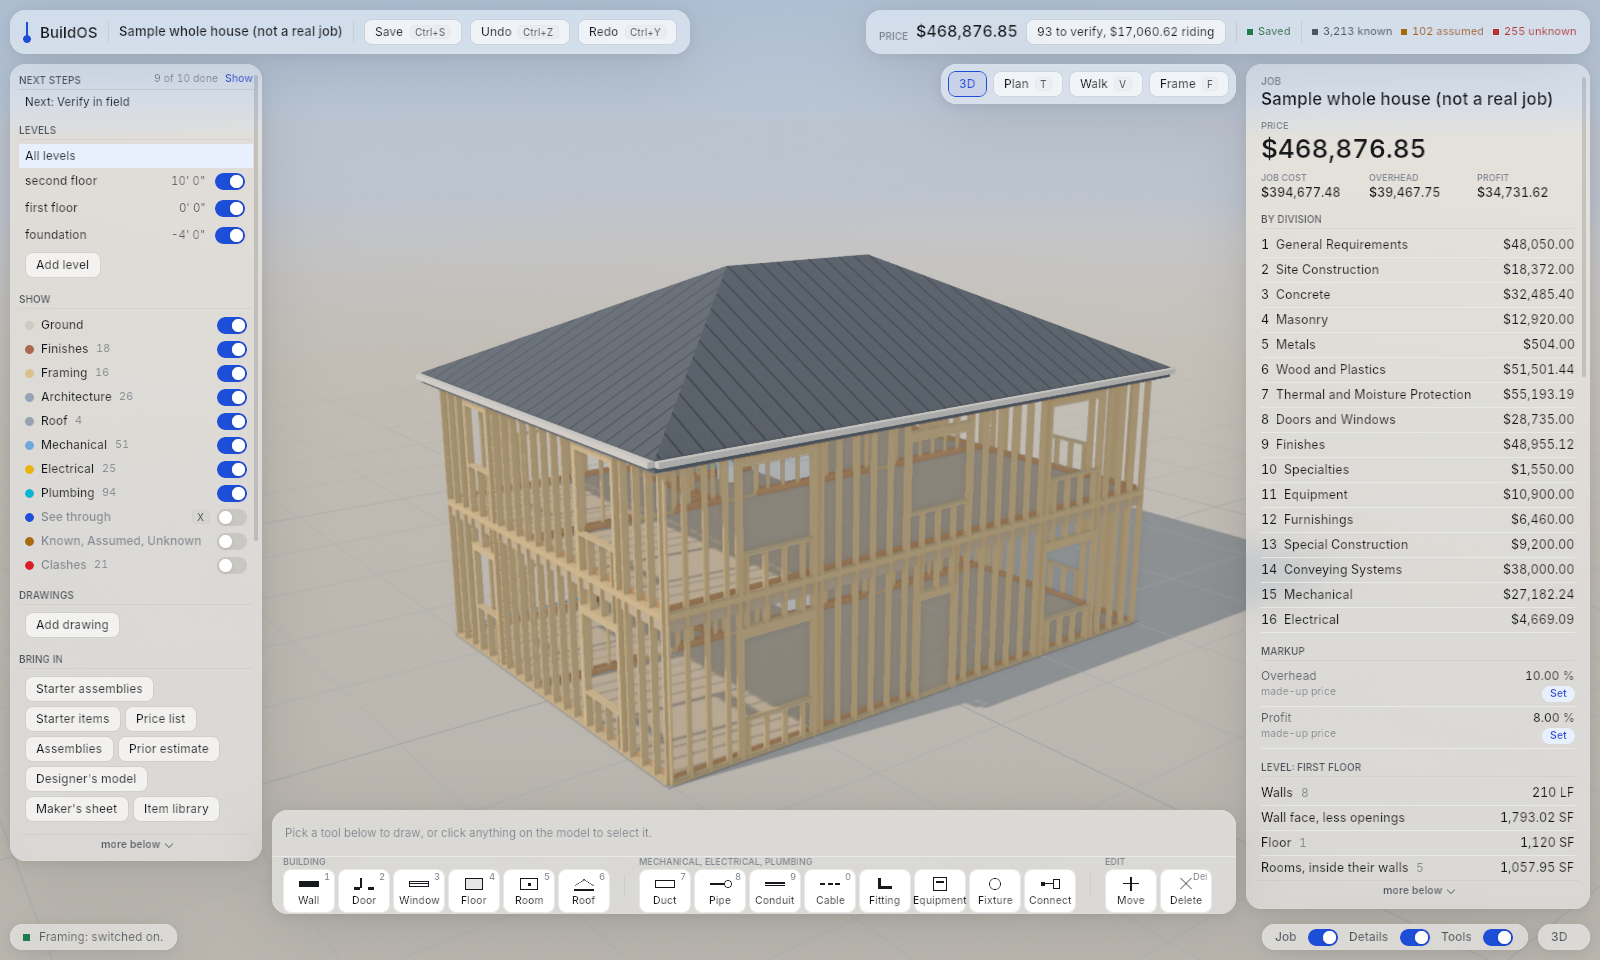 BuildOS
Sample whole house (not a real job)
Save Ctrl+S
Undo Ctrl+Z
Redo Ctrl+Y
PRICE $468,876.85
93 to verify, $17,060.62 riding
Saved
3,213 known
102 assumed
255 unknown
NEXT STEPS 9 of 10 done Show
Next: Verify in field
LEVELS
All levels
second floor 10' 0"
first floor 0' 0"
foundation -4' 0"
Add level
SHOW
Ground
Finishes 18
Framing 16
Architecture 26
Roof 4
Mechanical 51
Electrical 25
Plumbing 94
See through X
Known, Assumed, Unknown
Clashes 21
DRAWINGS
Add drawing
BRING IN
Starter assemblies
Starter items Price list
Assemblies Prior estimate
Designer's model
Maker's sheet Item library
more below
Framing: switched on.
3D
Plan T
Walk V
Frame F
Pick a tool below to draw, or click anything on the model to select it.
BUILDING
Wall 1
Door 2
Window 3
Floor 4
Room 5
Roof 6
MECHANICAL, ELECTRICAL, PLUMBING
Duct 7
Pipe 8
Conduit 9
Cable 0
Fitting
Equipment
Fixture
Connect
EDIT
Move
Delete Del
JOB
Sample whole house (not a real job)
PRICE
$468,876.85
JOB COST OVERHEAD PROFIT
$394,677.48 $39,467.75 $34,731.62
BY DIVISION
1 General Requirements $48,050.00
2 Site Construction $18,372.00
3 Concrete $32,485.40
4 Masonry $12,920.00
5 Metals $504.00
6 Wood and Plastics $51,501.44
7 Thermal and Moisture Protection $55,193.19
8 Doors and Windows $28,735.00
9 Finishes $48,955.12
10 Specialties $1,550.00
11 Equipment $10,900.00
12 Furnishings $6,460.00
13 Special Construction $9,200.00
14 Conveying Systems $38,000.00
15 Mechanical $27,182.24
16 Electrical $4,669.09
MARKUP
Overhead 10.00 %
made-up price Set
Profit 8.00 %
made-up price Set
LEVEL: FIRST FLOOR
Walls 8 210 LF
Wall face, less openings 1,793.02 SF
Floor 1 1,120 SF
Rooms, inside their walls 5 1,057.95 SF
more below
Job Details Tools 3D